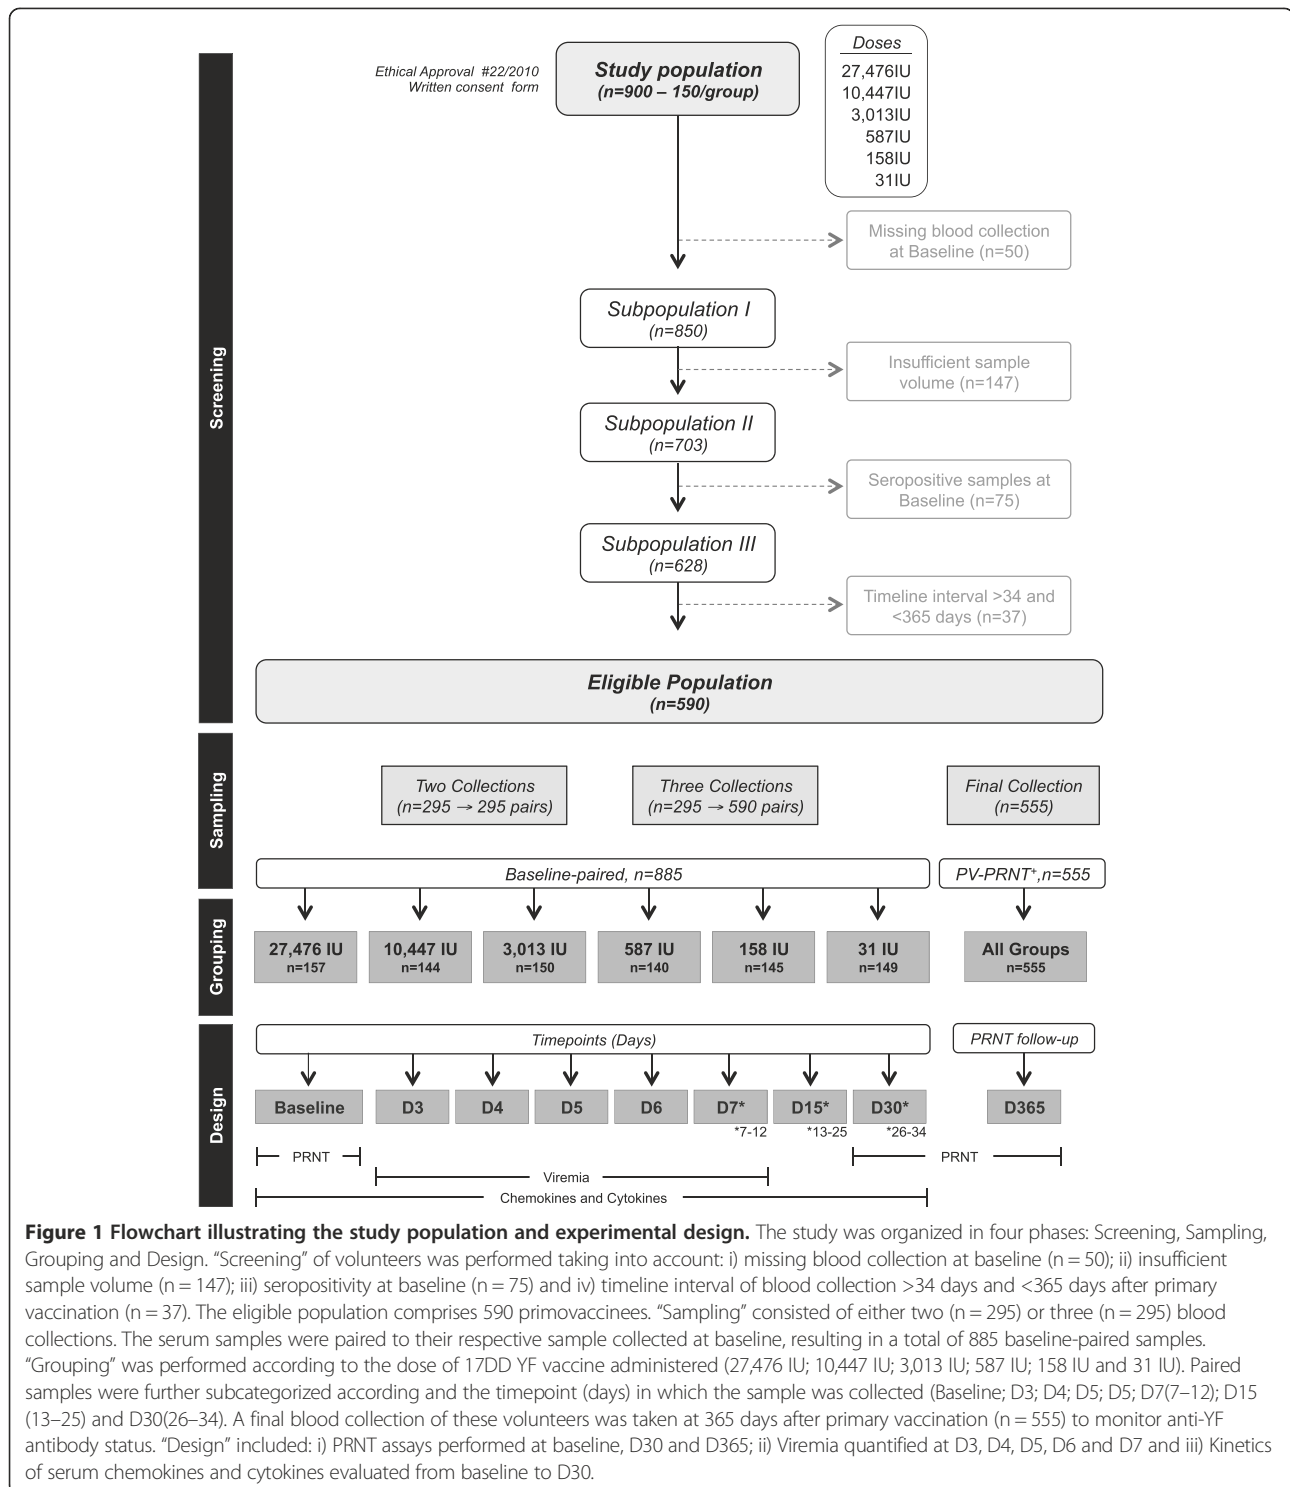 Ethical Approval #22/2010
Written consent form
Study population
(n=900 – 150/group)
Doses
27,476IU
10,447IU
3,013IU
587IU
158IU
31IU
Missing blood collection
at Baseline (n=50)
Subpopulation I
(n=850)
Insufficient sample
volume (n=147)
Subpopulation II
(n=703)
Seropositive samples at
Baseline (n=75)
Subpopulation III
(n=628)
Timeline interval >34 and
<365 days (n=37)
Screening
Eligible Population
(n=590)
Sampling
Two Collections
(n=295 → 295 pairs)
Three Collections
(n=295 → 590 pairs)
Final Collection
(n=555)
Baseline-paired, n=885
PV-PRNT⁺,n=555
Grouping
27,476 IU
n=157
10,447 IU
n=144
3,013 IU
n=150
587 IU
n=140
158 IU
n=145
31 IU
n=149
All Groups
n=555
Design
Timepoints (Days)
PRNT follow-up
Baseline
D3
D4
D5
D6
D7*
D15*
D30*
D365
*7-12
*13-25
*26-34
PRNT
PRNT
Viremia
Chemokines and Cytokines
Figure 1 Flowchart illustrating the study population and experimental design. The study was organized in four phases: Screening, Sampling,
Grouping and Design. “Screening” of volunteers was performed taking into account: i) missing blood collection at baseline (n = 50); ii) insufficient
sample volume (n = 147); iii) seropositivity at baseline (n = 75) and iv) timeline interval of blood collection >34 days and <365 days after primary
vaccination (n = 37). The eligible population comprises 590 primovaccinees. “Sampling” consisted of either two (n = 295) or three (n = 295) blood
collections. The serum samples were paired to their respective sample collected at baseline, resulting in a total of 885 baseline-paired samples.
“Grouping” was performed according to the dose of 17DD YF vaccine administered (27,476 IU; 10,447 IU; 3,013 IU; 587 IU; 158 IU and 31 IU). Paired
samples were further subcategorized according and the timepoint (days) in which the sample was collected (Baseline; D3; D4; D5; D5; D7(7–12); D15
(13–25) and D30(26–34). A final blood collection of these volunteers was taken at 365 days after primary vaccination (n = 555) to monitor anti-YF
antibody status. “Design” included: i) PRNT assays performed at baseline, D30 and D365; ii) Viremia quantified at D3, D4, D5, D6 and D7 and iii) Kinetics
of serum chemokines and cytokines evaluated from baseline to D30.